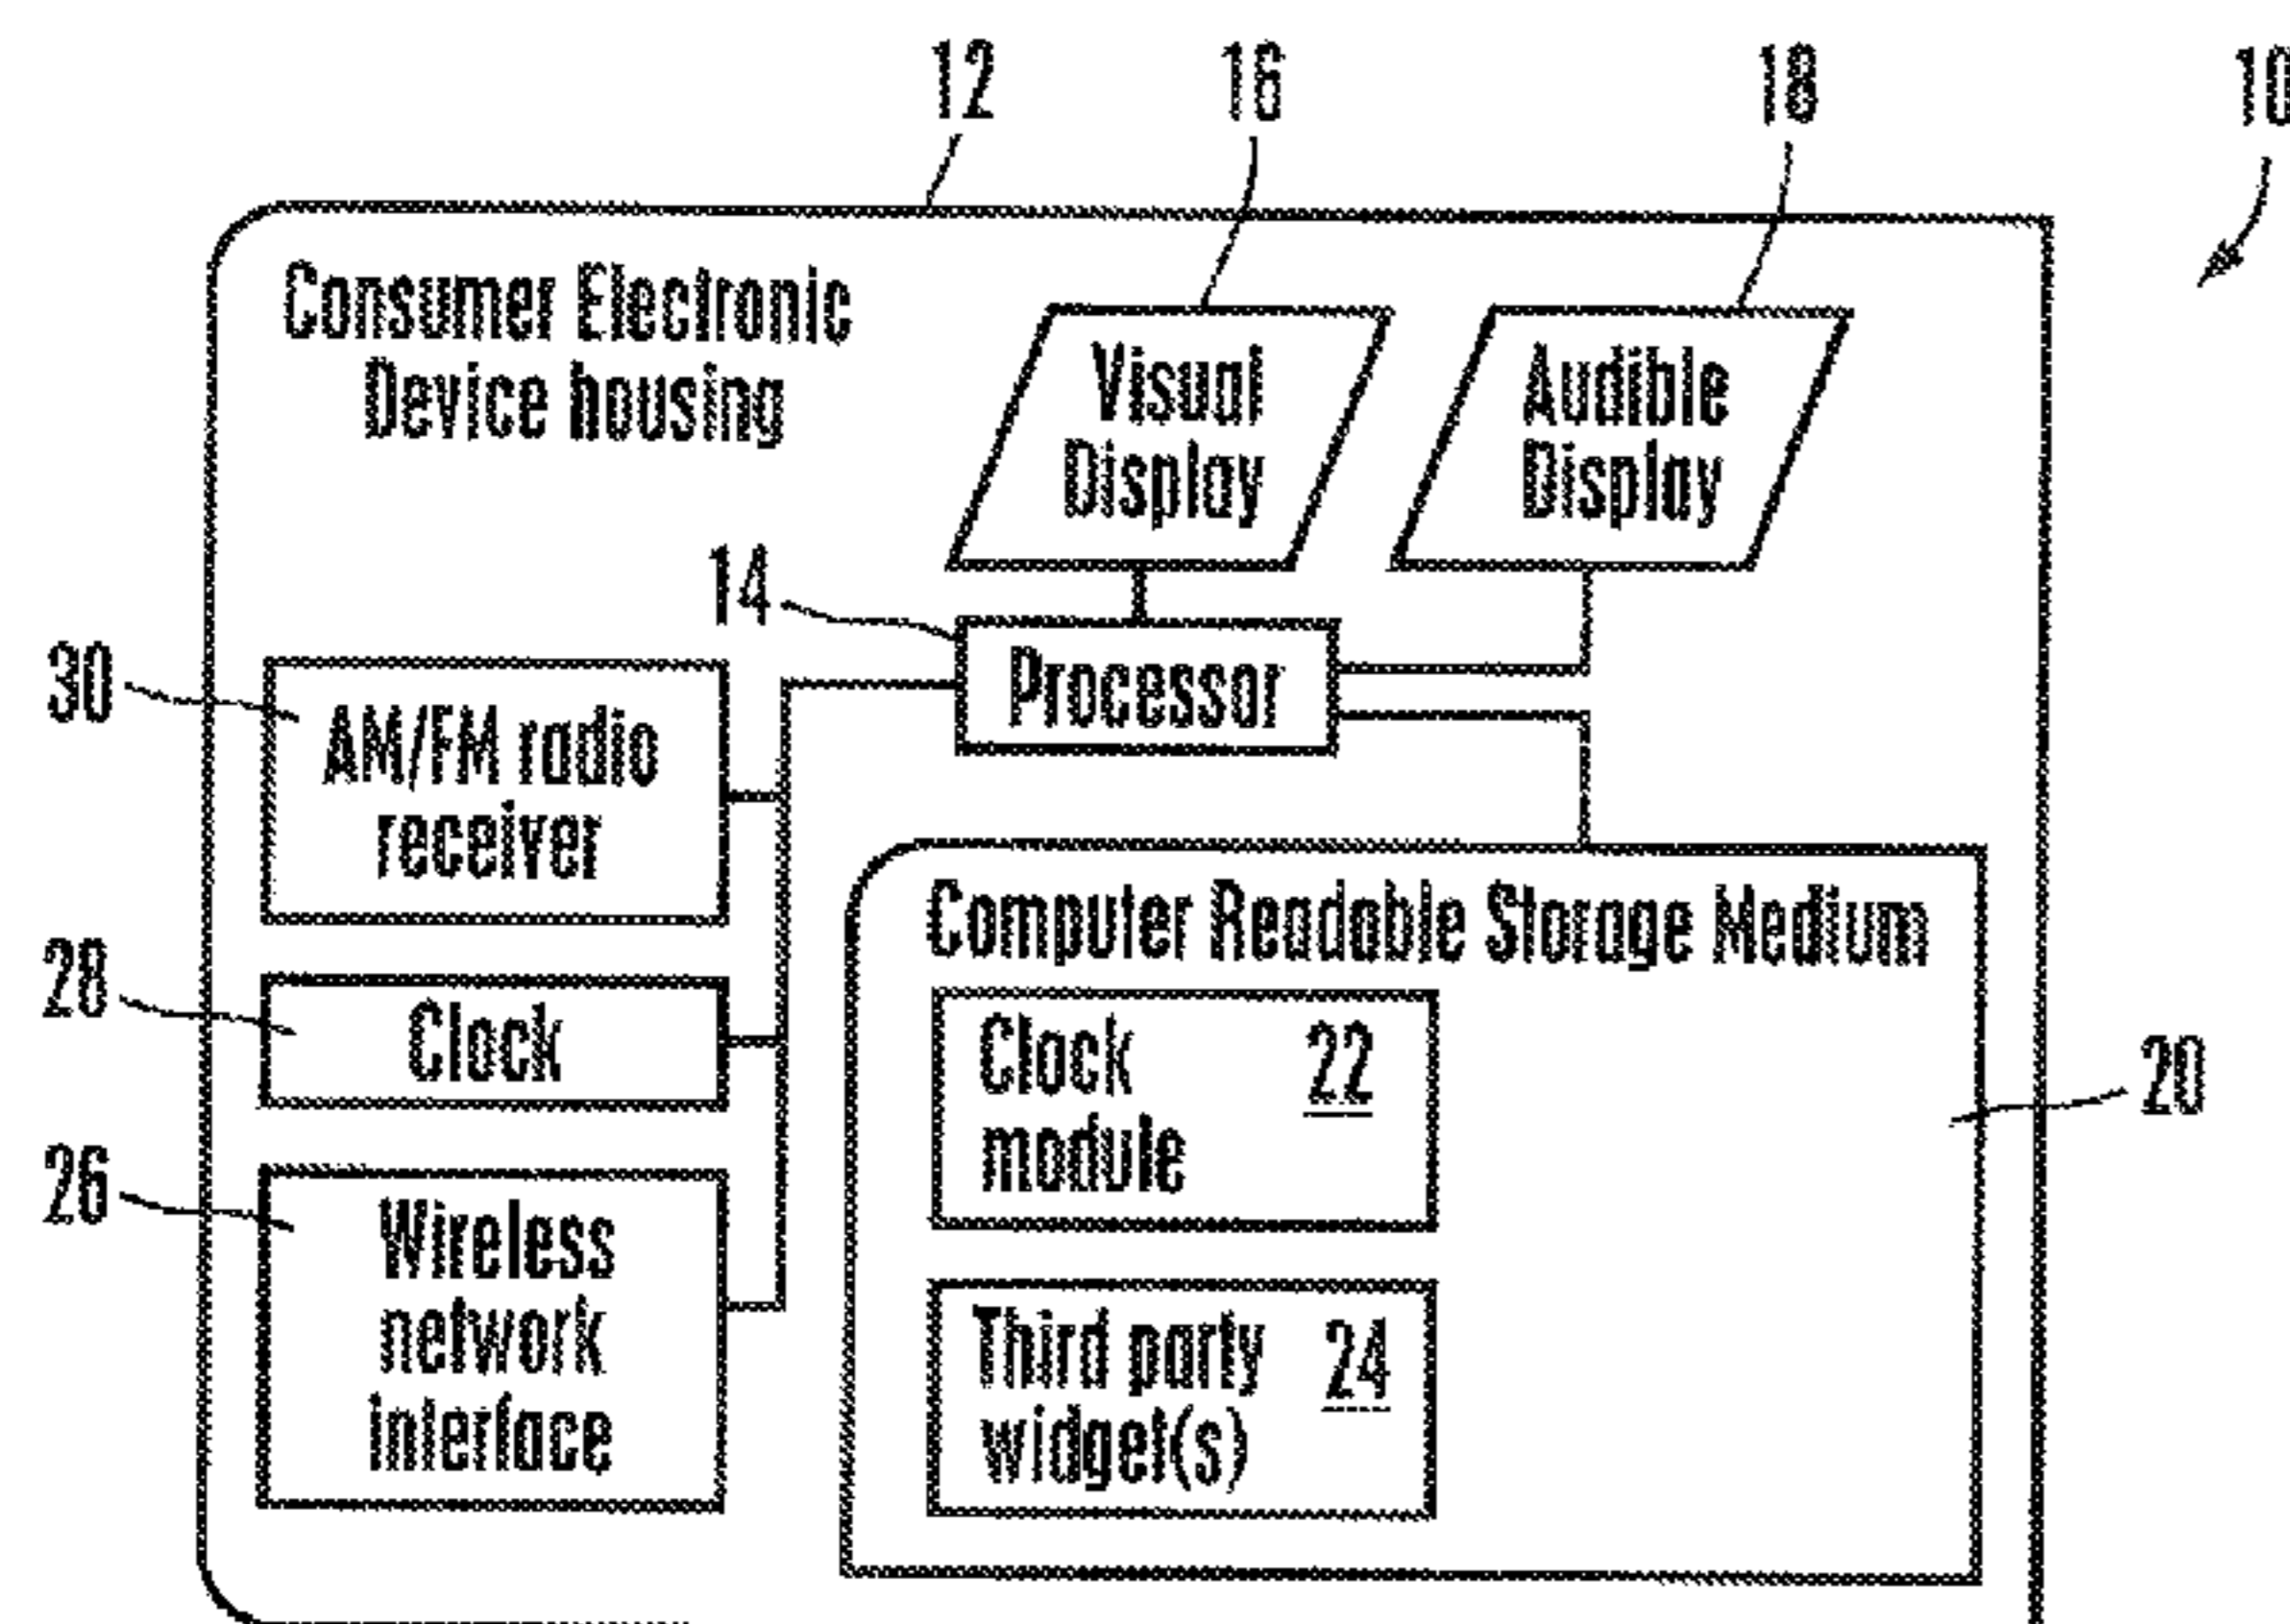 12
16
18
10
Consumer Electronic
Device housing
Visual
Display
Audible
Display
14
Processor
30
AM/FM radio
receiver
Computer Readable Storage Medium
28
Clock
Clock 22
module
20
26
Wireless
network
interface
Third party 24
widget(s)